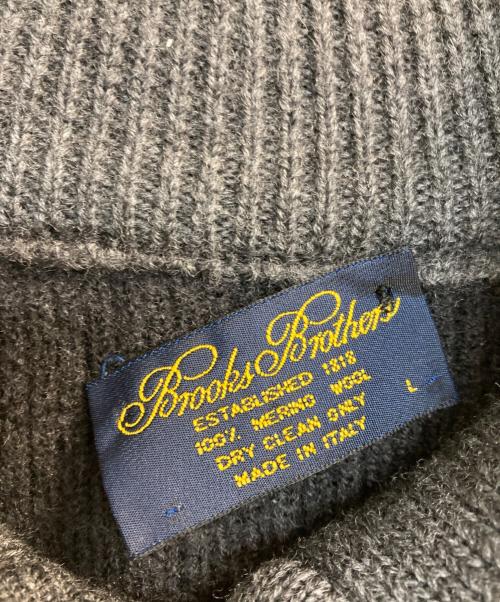 Brooks Brothers
ESTABLISHED 1818
100% MERINO WOOL
DRY CLEAN ONLY
MADE IN ITALY
L